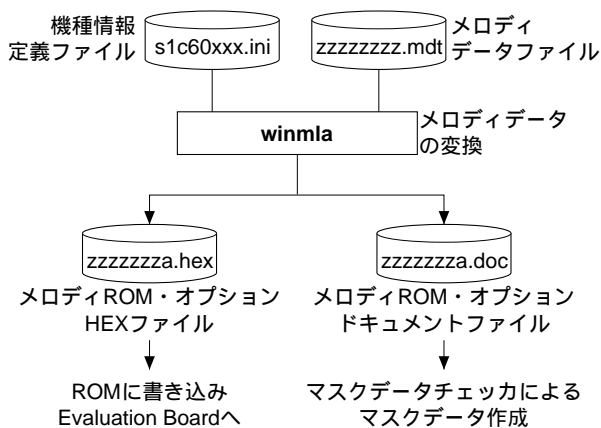 機種情報
定義ファイル
s1c60xxx.ini
zzzzzzzz.mdt
メロディ
データファイル
winmla
メロディデータ
の変換
zzzzzzza.hex
zzzzzzza.doc
メロディROM・オプション
HEXファイル
メロディROM・オプション
ドキュメントファイル
ROMに書き込み
Evaluation Boardへ
マスクデータチェッカによる
マスクデータ作成